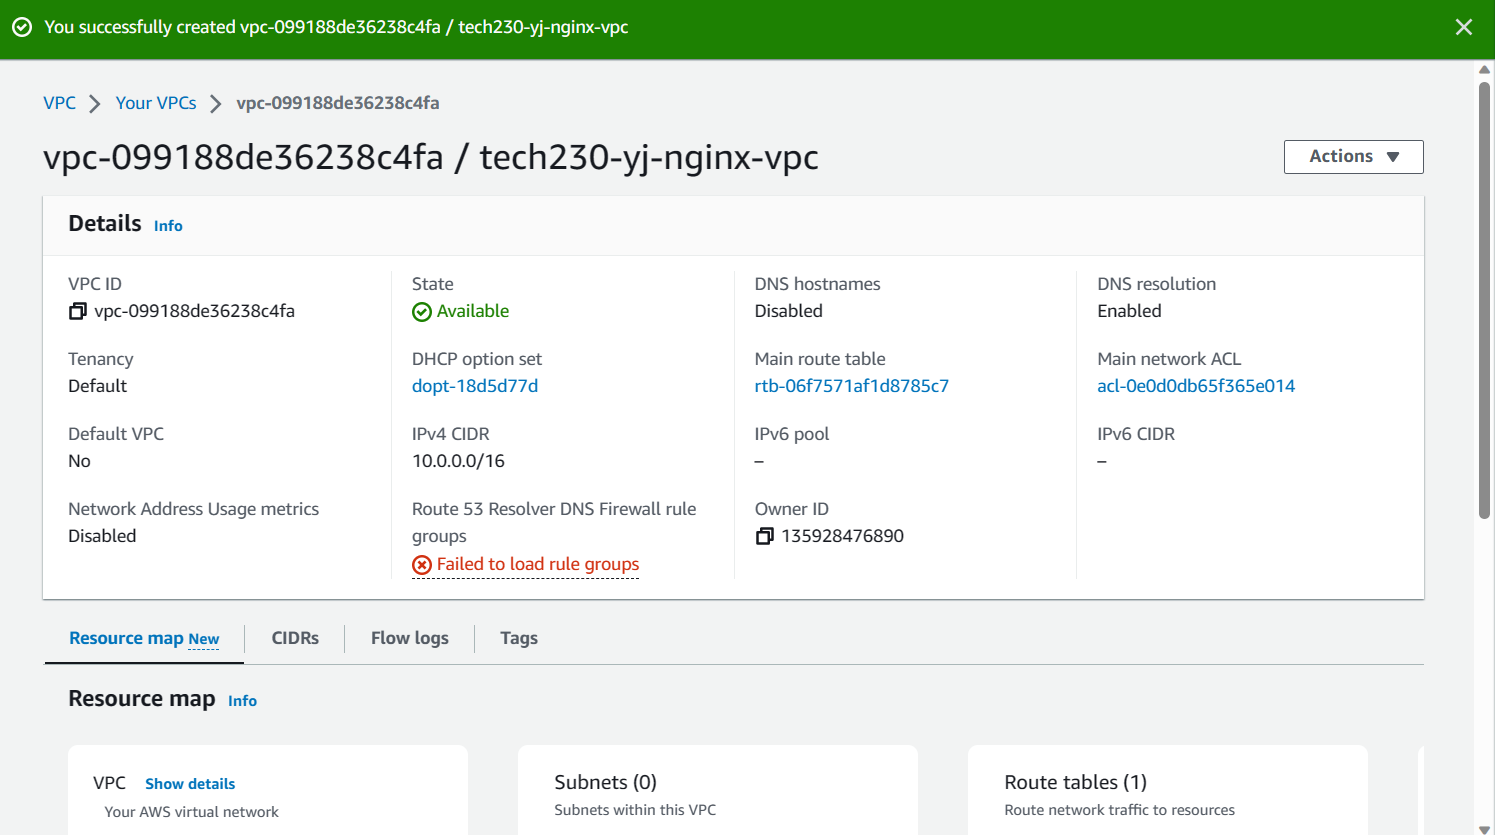 You successfully created vpc-099188de36238c4fa / tech230-yj-nginx-vpc
VPC > Your VPCs > vpc-099188de36238c4fa
vpc-099188de36238c4fa / tech230-yj-nginx-vpc
Actions
Details Info
VPC ID
vpc-099188de36238c4fa
State
Available
DNS hostnames
Disabled
DNS resolution
Enabled
Tenancy
Default
DHCP option set
dopt-18d5d77d
Main route table
rtb-06f7571af1d8785c7
Main network ACL
acl-0e0d0db65f365e014
Default VPC
No
IPv4 CIDR
10.0.0.0/16
IPv6 pool
–
IPv6 CIDR
–
Network Address Usage metrics
Disabled
Route 53 Resolver DNS Firewall rule
groups
Failed to load rule groups
Owner ID
135928476890
Resource map New
CIDRs
Flow logs
Tags
Resource map Info
VPC Show details
Your AWS virtual network
Subnets (0)
Subnets within this VPC
Route tables (1)
Route network traffic to resources